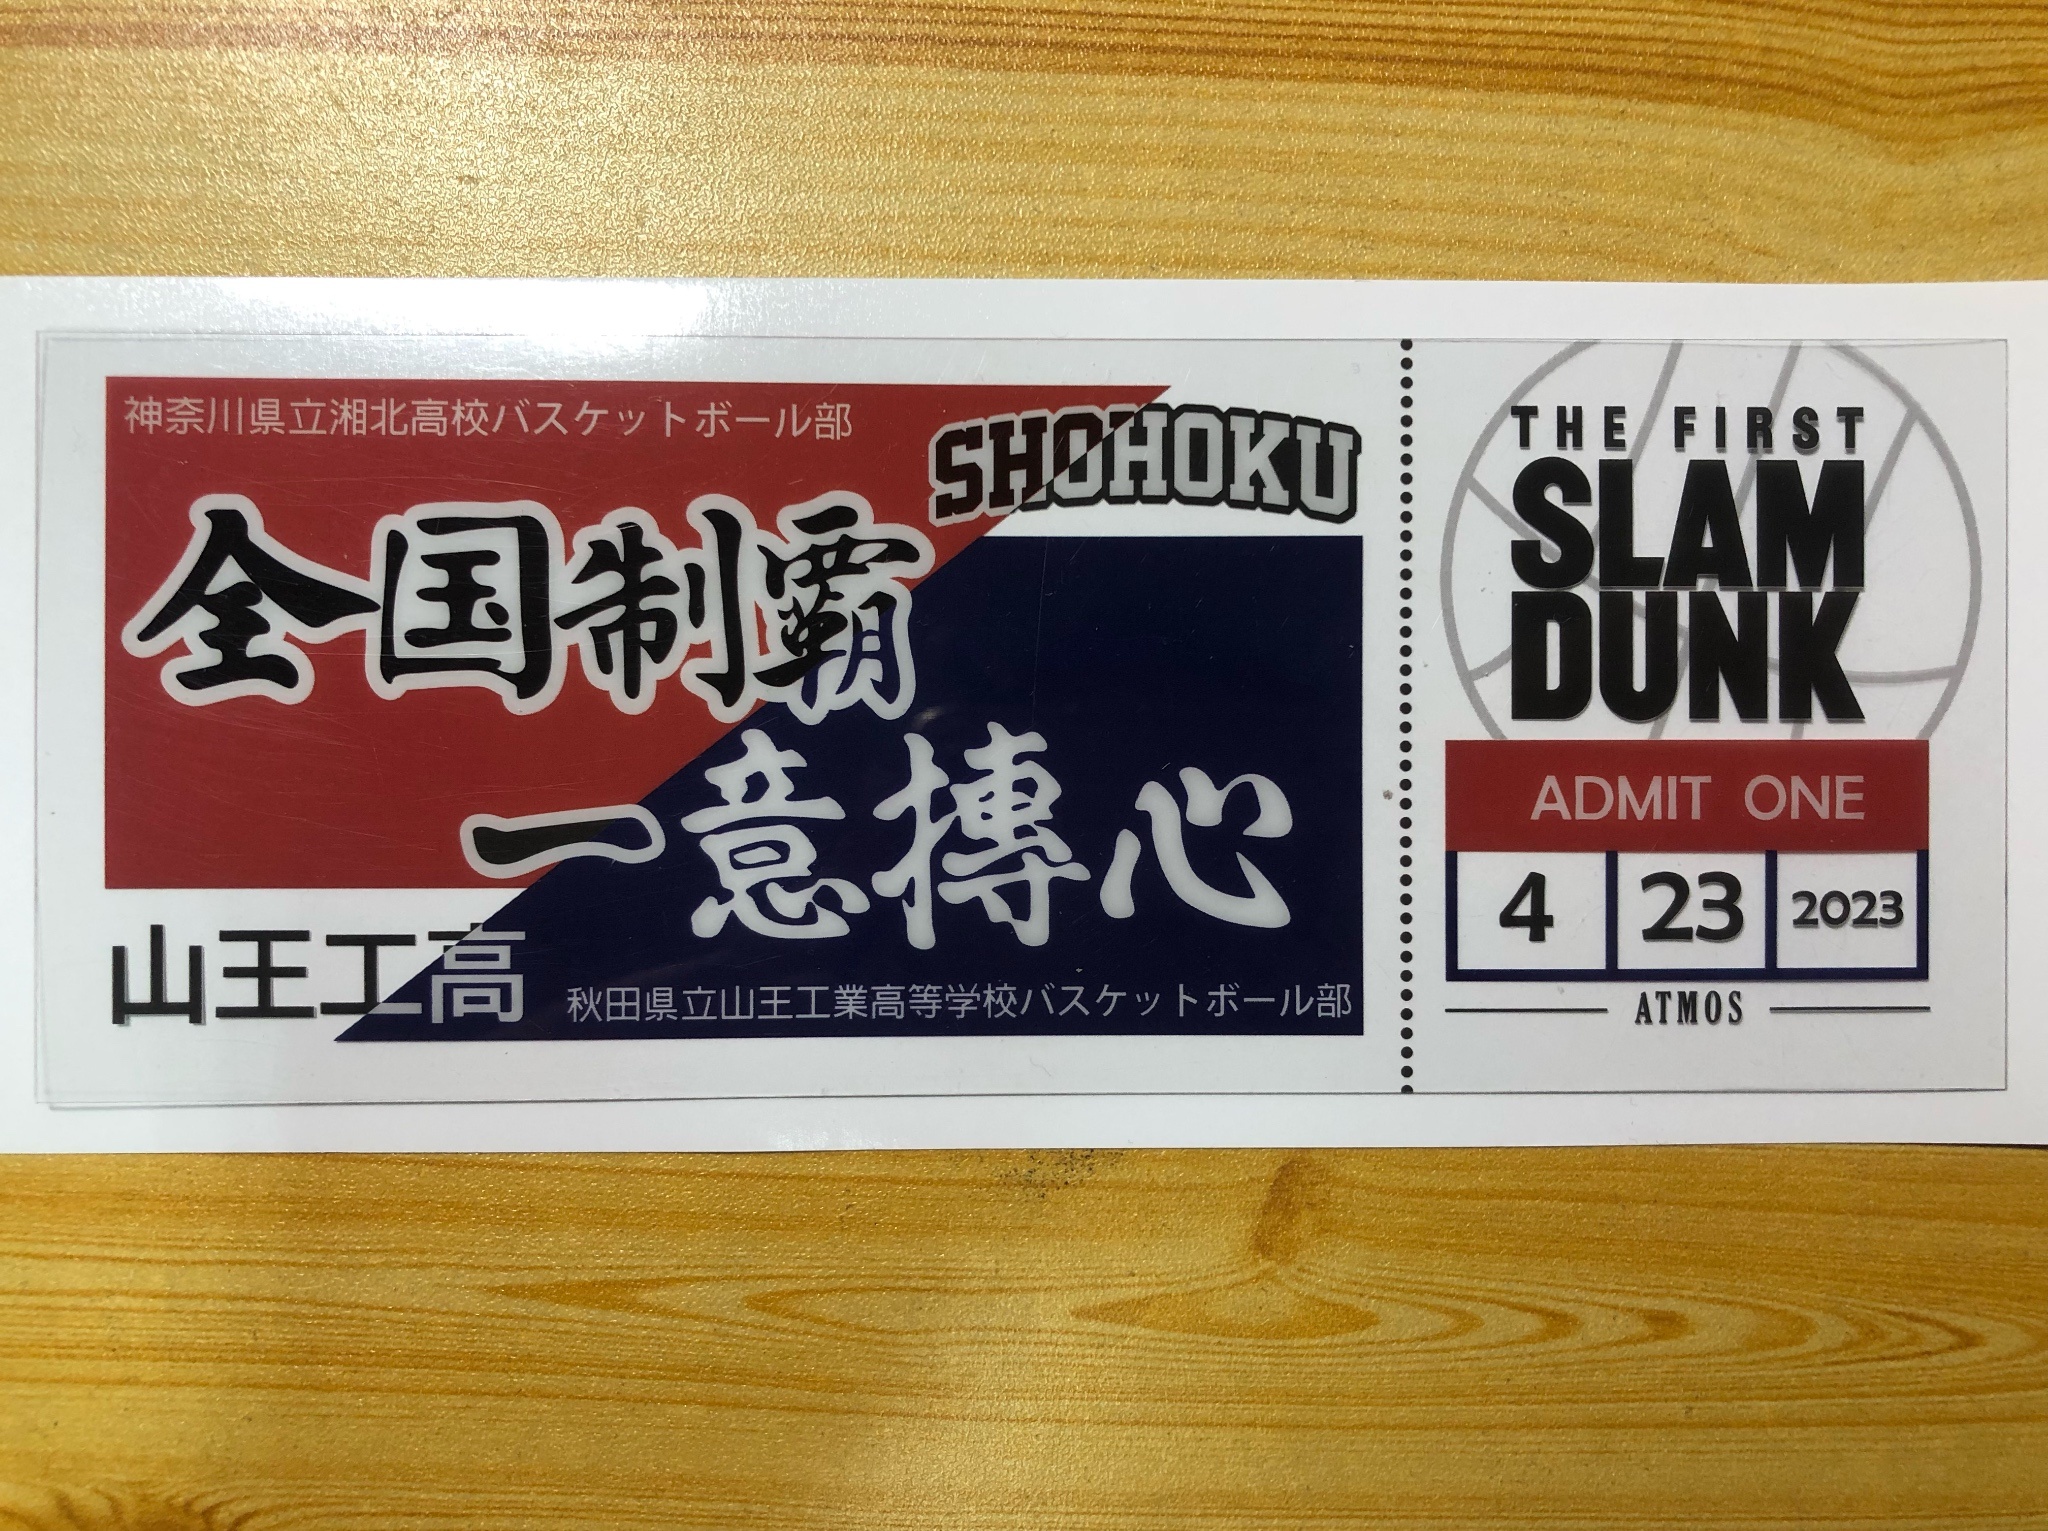 神奈川県立湘北高校バスケットボール部
SHOHOKU
全国制覇
一意摶心
山王工高
秋田県立山王工業高等学校バスケットボール部
THE FIRST
SLAM
DUNK
ADMIT ONE
4 23 2023
ATMOS